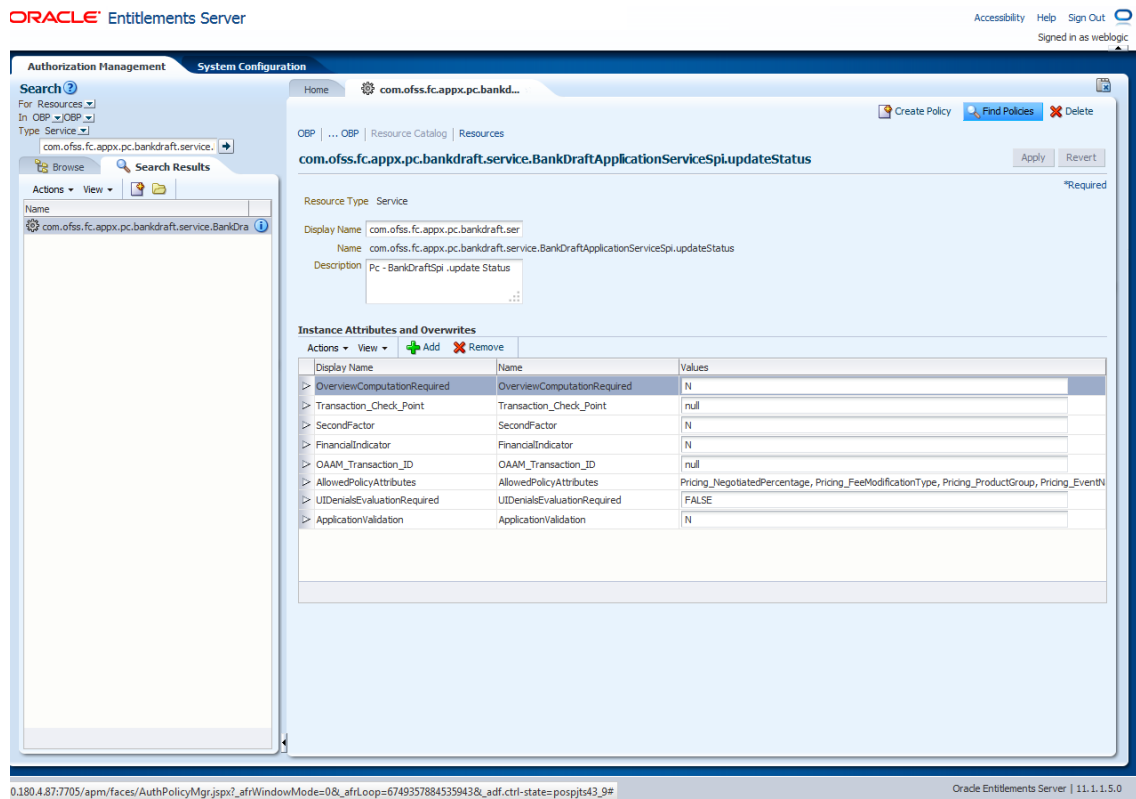 ORACLE Entitlements Server
Accessibility Help Sign Out
Signed in as weblogic
Authorization Management System Configuration
Search
For Resources
In OBP OBP
Type Service
com.ofss.fc.appx.pc.bankdraft.service.
Browse Search Results
Actions View
Name
com.ofss.fc.appx.pc.bankdraft.service.BankDra
Home com.ofss.fc.appx.pc.bankd...
Create Policy Find Policies Delete
OBP | ... OBP | Resource Catalog | Resources
com.ofss.fc.appx.pc.bankdraft.service.BankDraftApplicationServiceSpi.updateStatus Apply Revert
*Required
Resource Type Service
Display Name com.ofss.fc.appx.pc.bankdraft.ser
Name com.ofss.fc.appx.pc.bankdraft.service.BankDraftApplicationServiceSpi.updateStatus
Description Pc - BankDraftSpi .update Status
Instance Attributes and Overwrites
Actions View Add Remove
Display Name Name Values
OverviewComputationRequired OverviewComputationRequired N
Transaction_Check_Point Transaction_Check_Point null
SecondFactor SecondFactor N
FinancialIndicator FinancialIndicator N
OAAM_Transaction_ID OAAM_Transaction_ID null
AllowedPolicyAttributes AllowedPolicyAttributes Pricing_NegotiatedPercentage, Pricing_FeeModificationType, Pricing_ProductGroup, Pricing_EventN
UIDenialsEvaluationRequired UIDenialsEvaluationRequired FALSE
ApplicationValidation ApplicationValidation N
0.180.4.87:7705/apm/faces/AuthPolicyMgr.jspx?_afrWindowMode=0&_afrLoop=6749357884535943&_adf.ctrl-state=pospjts43_9#
Oracle Entitlements Server | 11.1.1.5.0